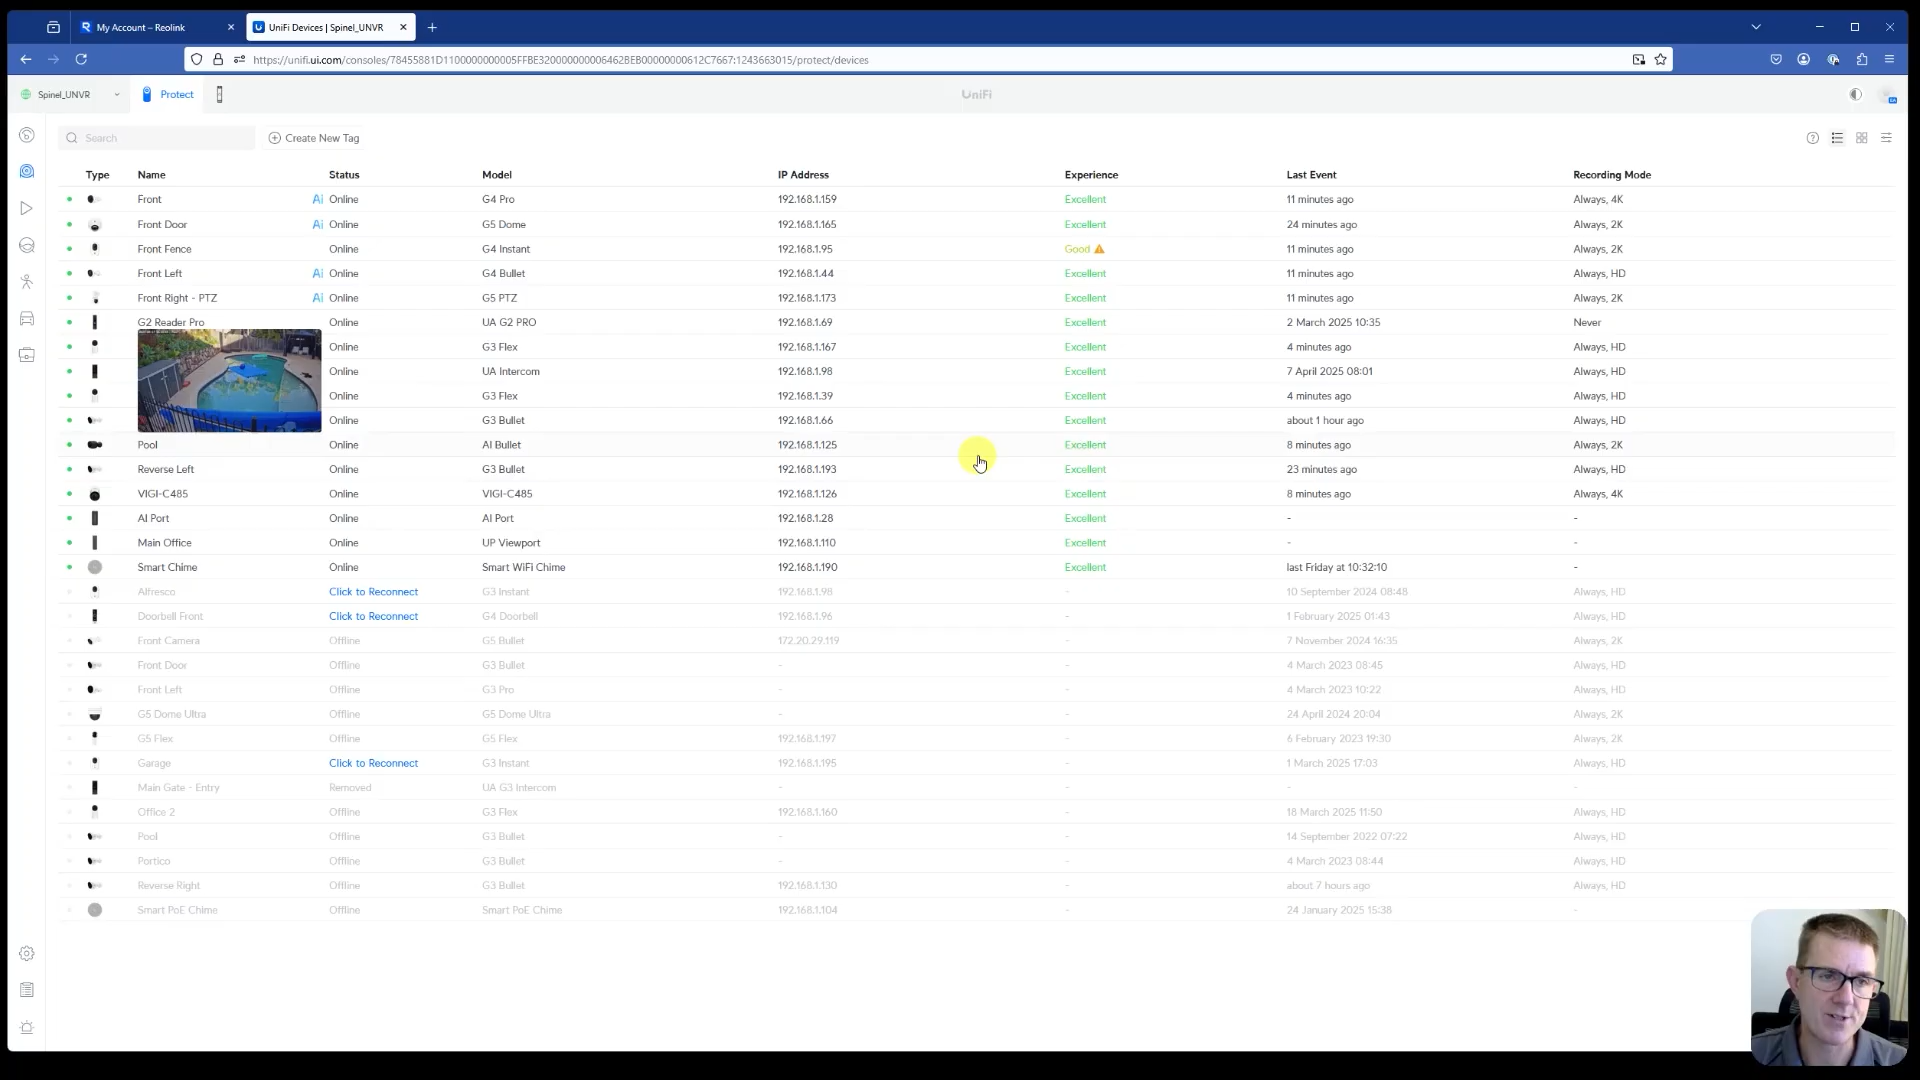 My Account – Reolink
UniFi Devices | Spinel_UNVR
https://unifi.ui.com/consoles/78455881D1100000000005FFBE320000000006462BEB00000000612C7667:1243663015/protect/devices
Spinel_UNVR Protect UniFi
Search Create New Tag
Type Name Status Model IP Address Experience Last Event Recording Mode
Front Ai Online G4 Pro 192.168.1.159 Excellent 11 minutes ago Always, 4K
Front Door Ai Online G5 Dome 192.168.1.165 Excellent 24 minutes ago Always, 2K
Front Fence Online G4 Instant 192.168.1.95 Good 11 minutes ago Always, 2K
Front Left Ai Online G4 Bullet 192.168.1.44 Excellent 11 minutes ago Always, HD
Front Right - PTZ Ai Online G5 PTZ 192.168.1.173 Excellent 11 minutes ago Always, 2K
G2 Reader Pro Online UA G2 PRO 192.168.1.69 Excellent 2 March 2025 10:35 Never
Online G3 Flex 192.168.1.167 Excellent 4 minutes ago Always, HD
Online UA Intercom 192.168.1.98 Excellent 7 April 2025 08:01 Always, HD
Online G3 Flex 192.168.1.39 Excellent 4 minutes ago Always, HD
Online G3 Bullet 192.168.1.66 Excellent about 1 hour ago Always, HD
Pool Online AI Bullet 192.168.1.125 Excellent 8 minutes ago Always, 2K
Reverse Left Online G3 Bullet 192.168.1.193 Excellent 23 minutes ago Always, HD
VIGI-C485 Online VIGI-C485 192.168.1.126 Excellent 8 minutes ago Always, 4K
AI Port Online AI Port 192.168.1.28 Excellent - -
Main Office Online UP Viewport 192.168.1.110 Excellent - -
Smart Chime Online Smart WiFi Chime 192.168.1.190 Excellent last Friday at 10:32:10 -
Alfresco Click to Reconnect G3 Instant 192.168.1.98 - 10 September 2024 08:48 Always, HD
Doorbell Front Click to Reconnect G4 Doorbell 192.168.1.96 - 1 February 2025 01:43 Always, HD
Front Camera Offline G5 Bullet 172.20.29.119 - 7 November 2024 16:35 Always, 2K
Front Door Offline G3 Bullet - - 4 March 2023 08:45 Always, HD
Front Left Offline G3 Pro - - 4 March 2023 10:22 Always, HD
G5 Dome Ultra Offline G5 Dome Ultra - - 24 April 2024 20:04 Always, 2K
G5 Flex Offline G5 Flex 192.168.1.197 - 6 February 2023 19:30 Always, 2K
Garage Click to Reconnect G3 Instant 192.168.1.195 - 1 March 2025 17:03 Always, HD
Main Gate - Entry Removed UA G3 Intercom - - - Always, HD
Office 2 Offline G3 Flex 192.168.1.160 - 18 March 2025 11:50 Always, HD
Pool Offline G3 Bullet - - 14 September 2022 07:22 Always, HD
Portico Offline G3 Bullet - - 4 March 2023 08:44 Always, HD
Reverse Right Offline G3 Bullet 192.168.1.130 - about 7 hours ago Always, HD
Smart PoE Chime Offline Smart PoE Chime 192.168.1.104 - 24 January 2025 15:38 -